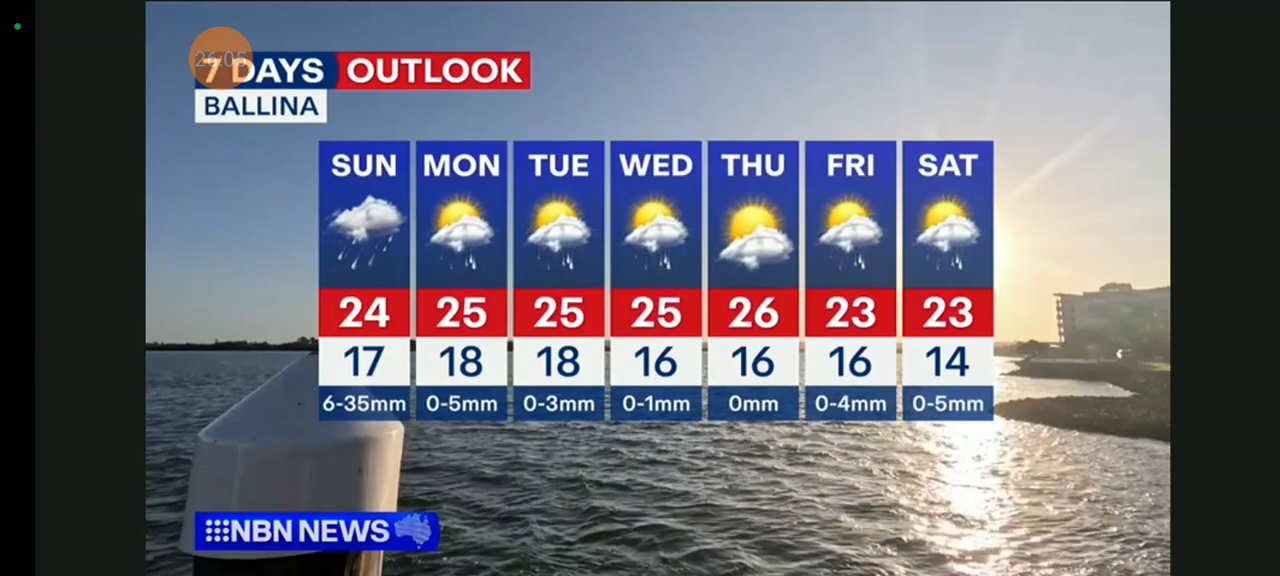 26:05
7 DAYS OUTLOOK
BALLINA
SUN MON TUE WED THU FRI SAT
24 25 25 25 26 23 23
17 18 18 16 16 16 14
6-35mm 0-5mm 0-3mm 0-1mm 0mm 0-4mm 0-5mm
NBN NEWS